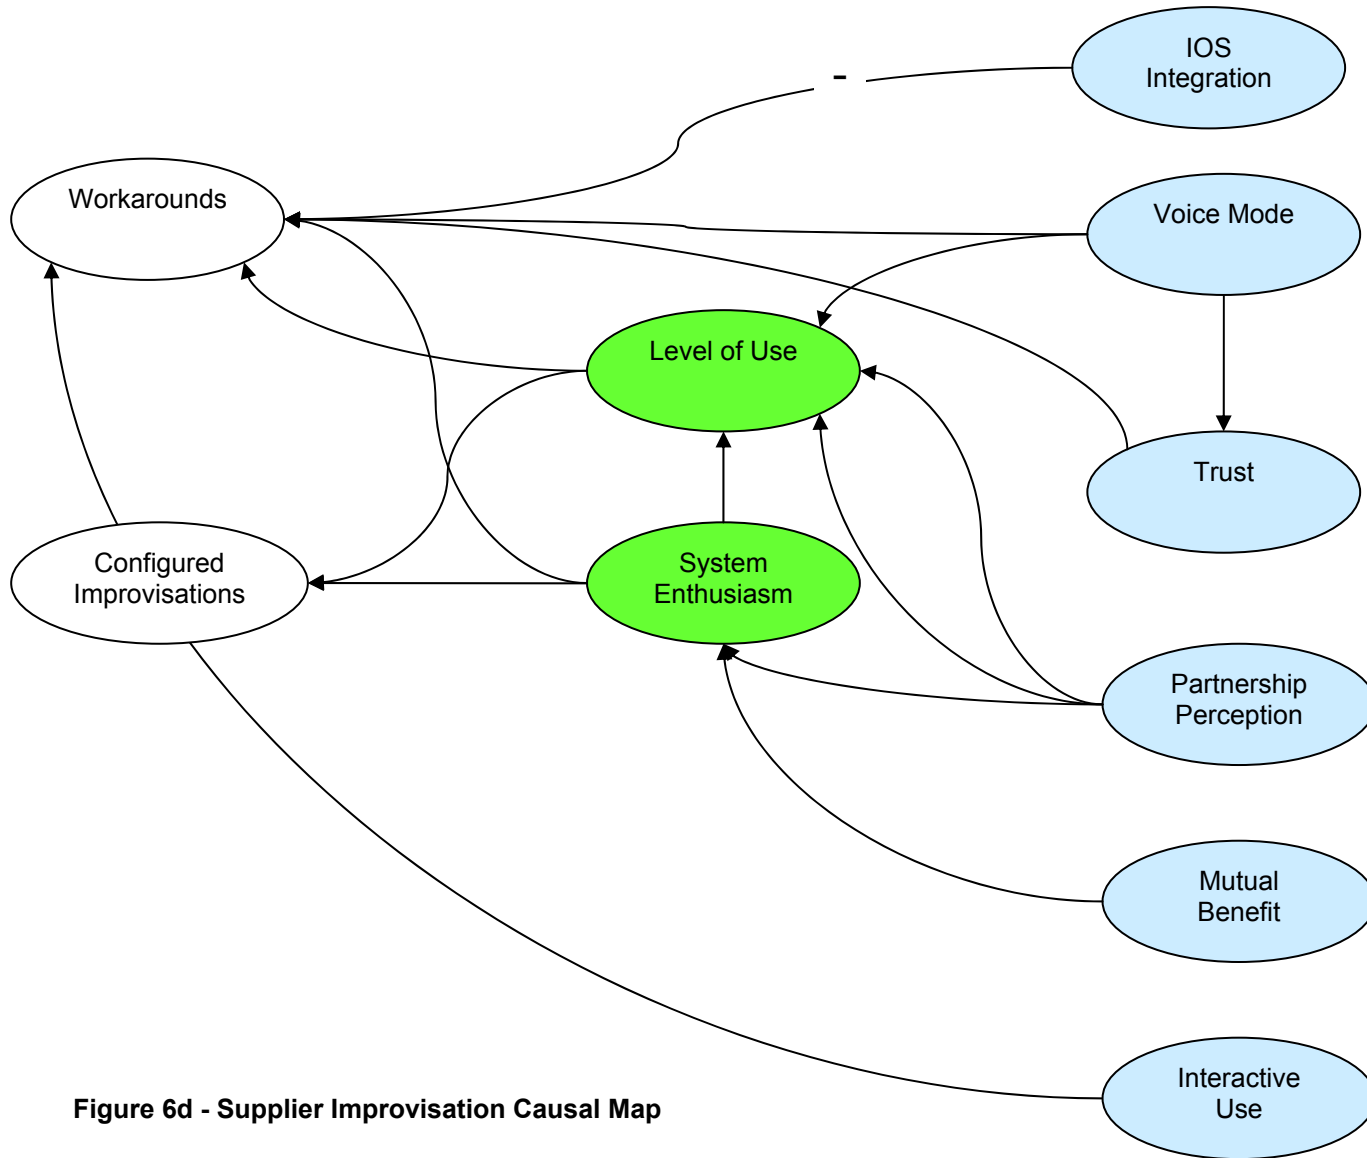 IOS
Integration
-
Workarounds
Voice Mode
Level of Use
Trust
Configured
Improvisations
System
Enthusiasm
Partnership
Perception
Mutual
Benefit
Interactive
Use
Figure 6d - Supplier Improvisation Causal Map